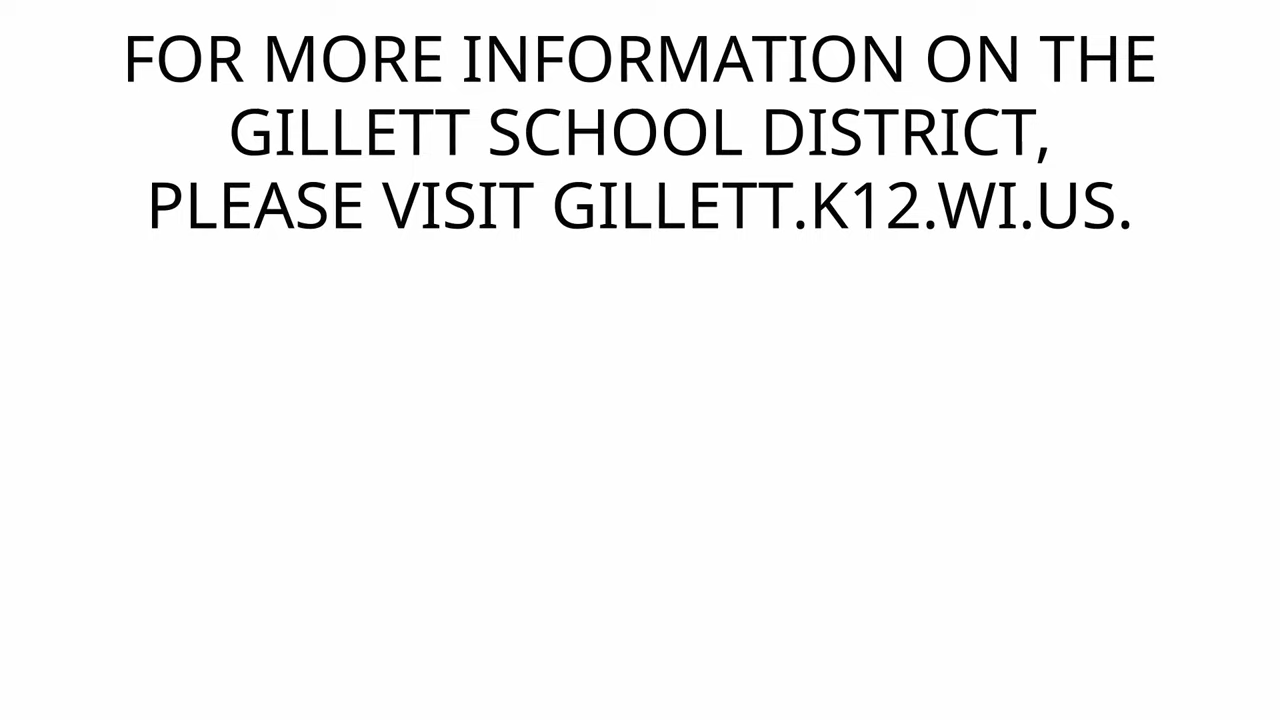 FOR MORE INFORMATION ON THE
GILLETT SCHOOL DISTRICT,
PLEASE VISIT GILLETT.K12.WI.US.